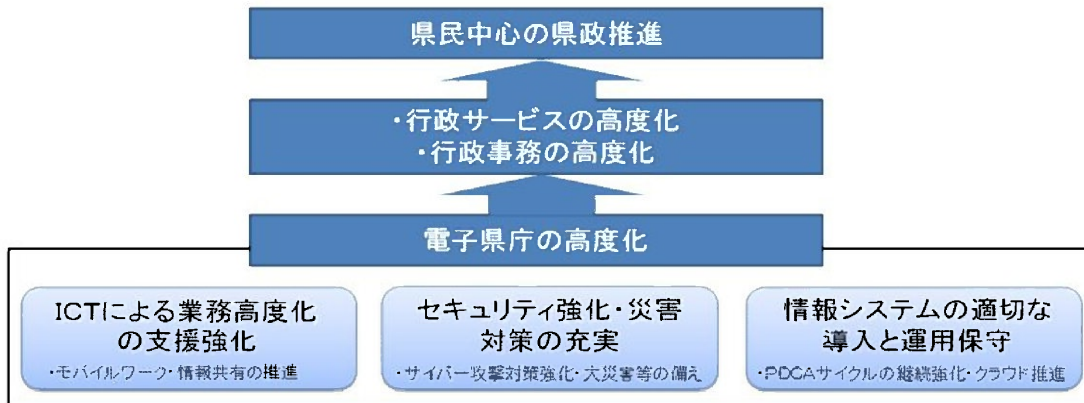 県民中心の県政推進
・行政サービスの高度化
・行政事務の高度化
電子県庁の高度化
ICTによる業務高度化
の支援強化
・モバイルワーク・情報共有の推進
セキュリティ強化・災害
対策の充実
・サイバー攻撃対策強化・大災害等の備え
情報システムの適切な
導入と運用保守
・PDCAサイクルの継続強化・クラウド推進